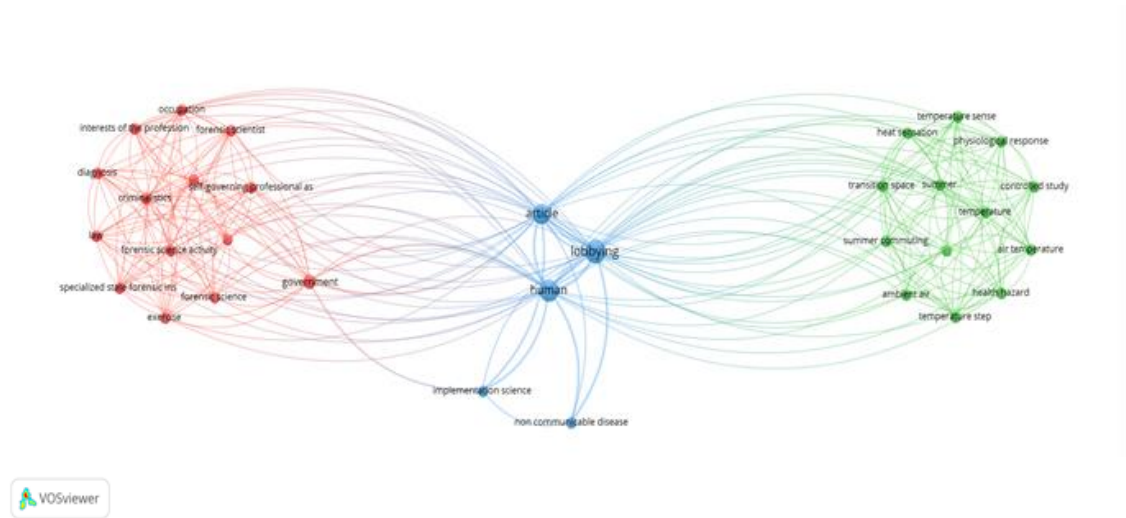 occupation
interests of the profession
forensic scientist
diagnosis
self-governing professional as
criminalistics
law
forensic science activity
specialized state forensic ins
forensic science
government
exercise
article
lobbying
human
implementation science
non communicable disease
temperature sense
heat sensation
physiological response
transition space
summer
controlled study
temperature
summer commuting
air temperature
ambient air
health hazard
temperature step
VOSviewer